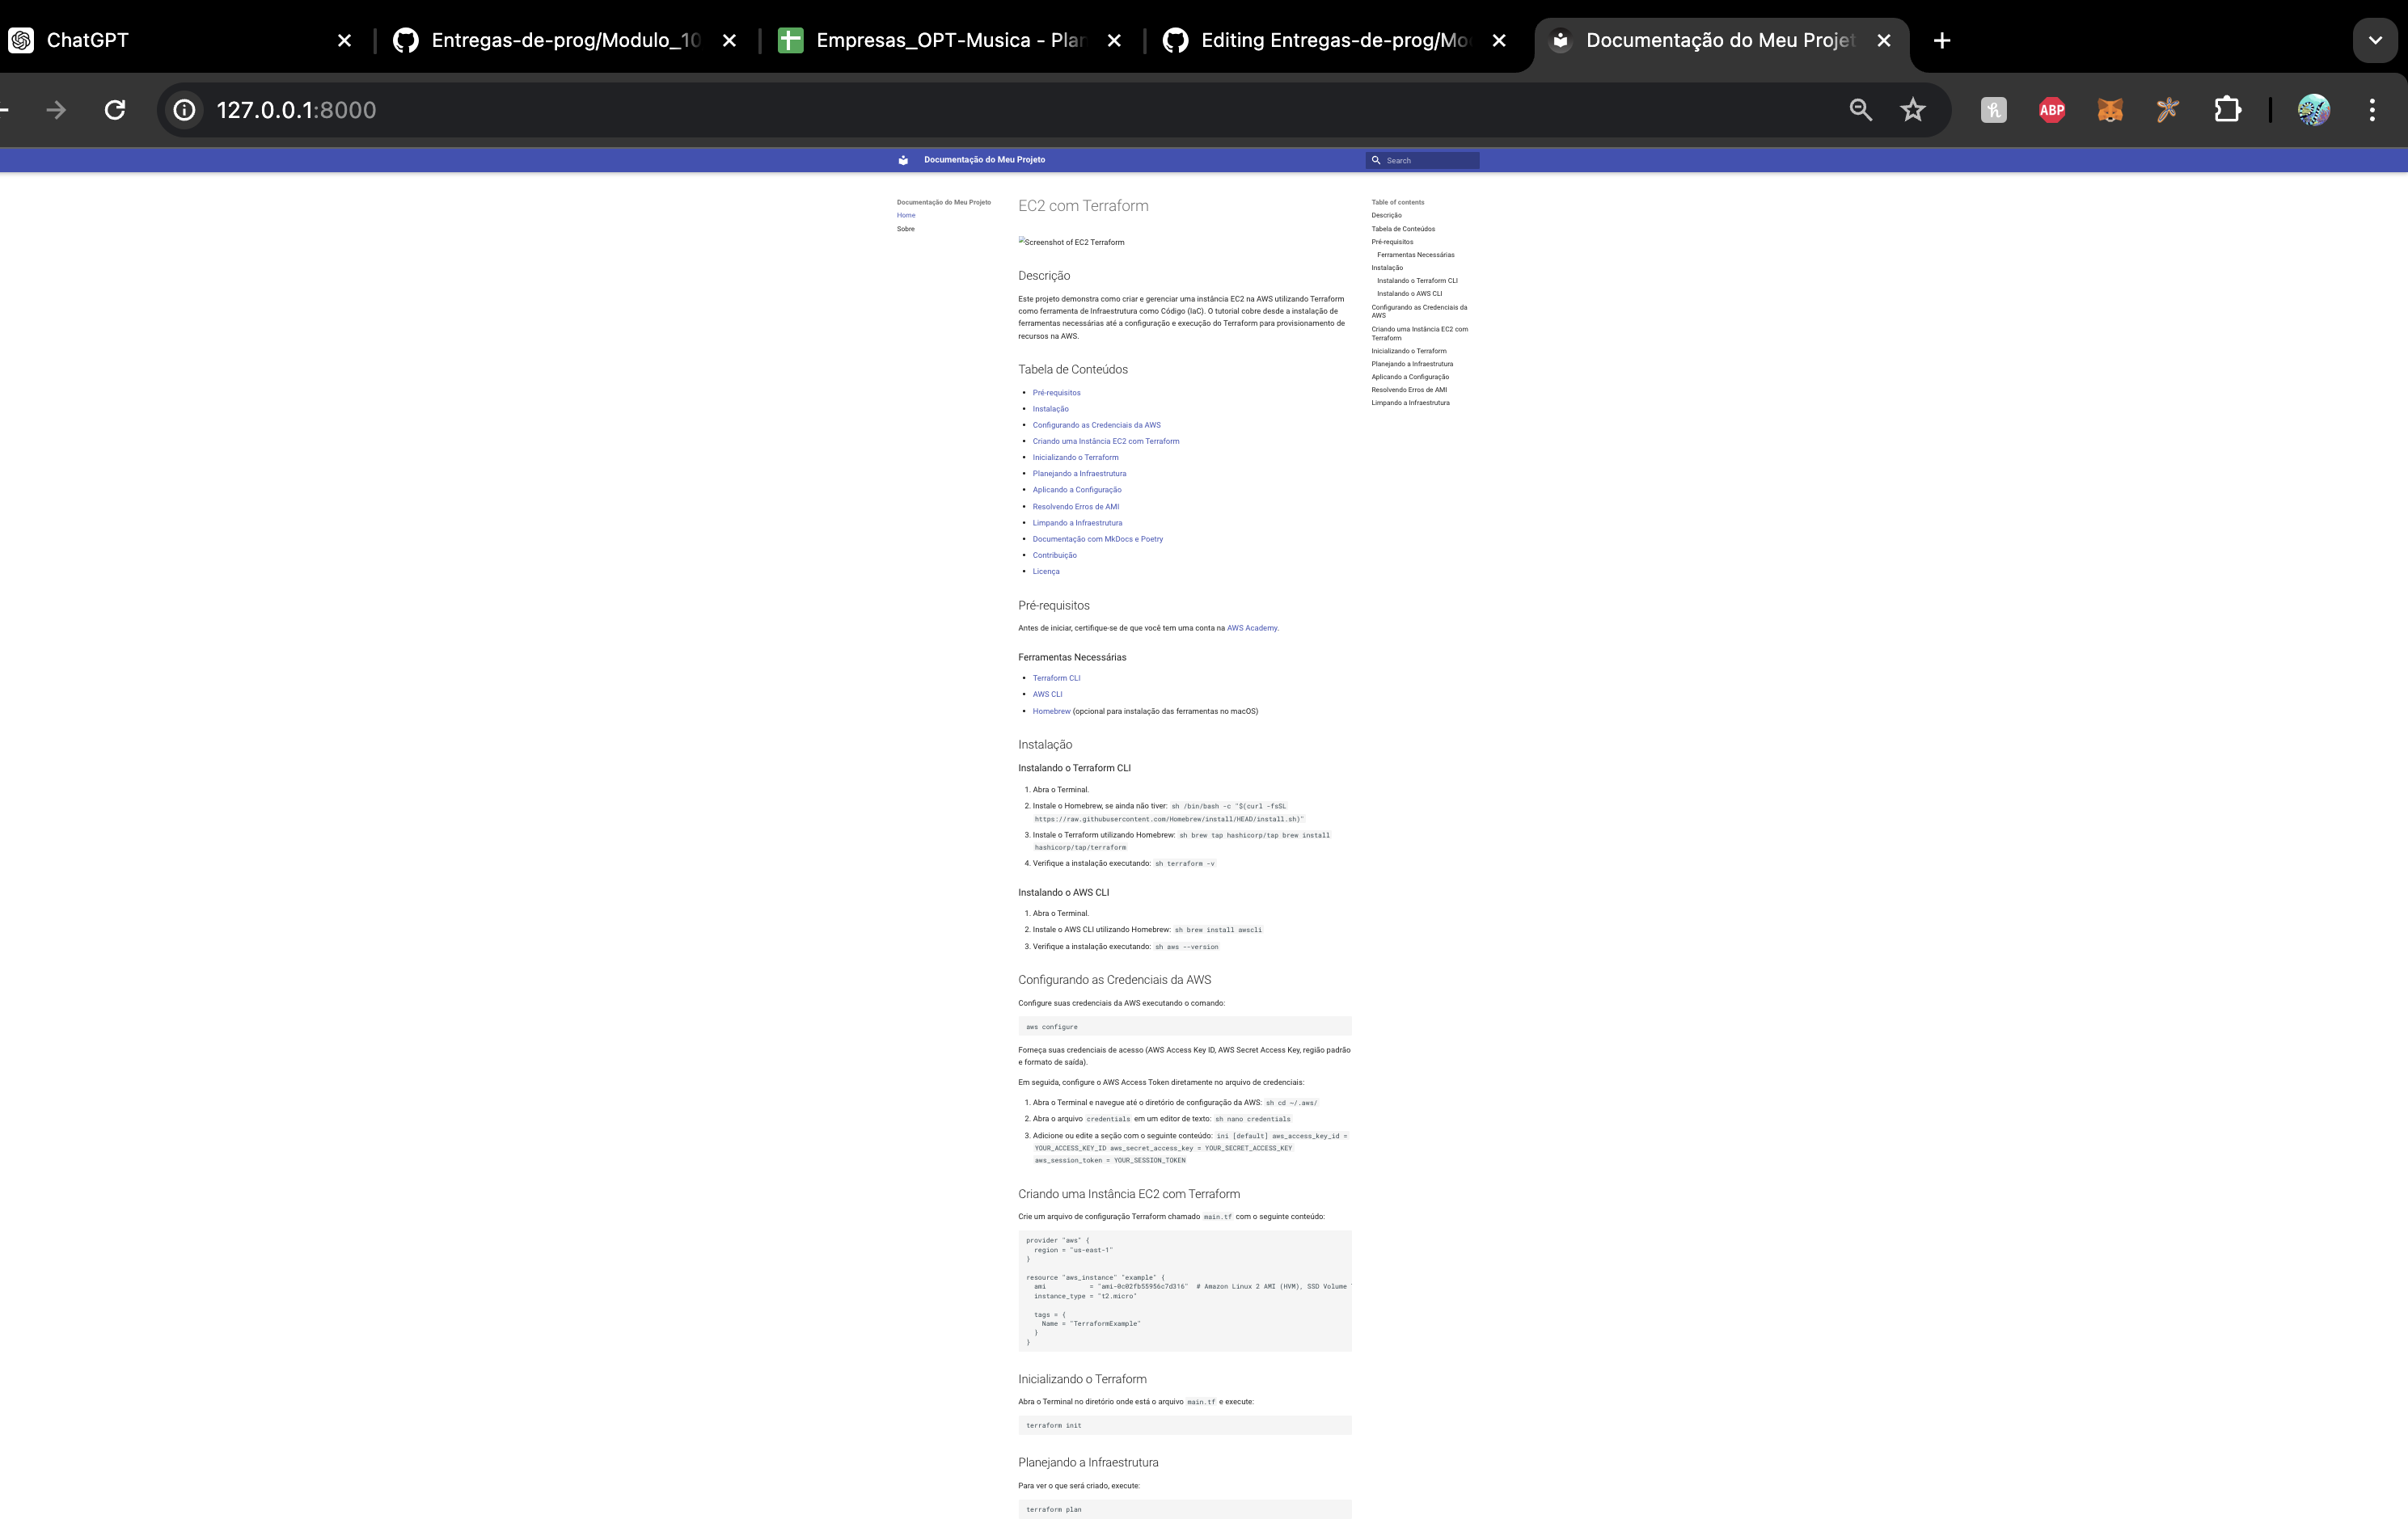 ChatGPT
Entregas-de-prog/Modulo_10
Empresas_OPT-Musica - Plan
Editing Entregas-de-prog/Mo
Documentação do Meu Projet
127.0.0.1:8000
ABP
Documentação do Meu Projeto
Search
Documentação do Meu Projeto
Home
Sobre
EC2 com Terraform
Screenshot of EC2 Terraform
Descrição
Este projeto demonstra como criar e gerenciar uma instância EC2 na AWS utilizando Terraform
como ferramenta de Infraestrutura como Código (IaC). O tutorial cobre desde a instalação de
ferramentas necessárias até a configuração e execução do Terraform para provisionamento de
recursos na AWS.
Tabela de Conteúdos
• Pré-requisitos
• Instalação
• Configurando as Credenciais da AWS
• Criando uma Instância EC2 com Terraform
• Inicializando o Terraform
• Planejando a Infraestrutura
• Aplicando a Configuração
• Resolvendo Erros de AMI
• Limpando a Infraestrutura
• Documentação com MkDocs e Poetry
• Contribuição
• Licença
Pré-requisitos
Antes de iniciar, certifique-se de que você tem uma conta na AWS Academy.
Ferramentas Necessárias
• Terraform CLI
• AWS CLI
• Homebrew (opcional para instalação das ferramentas no macOS)
Instalação
Instalando o Terraform CLI
1. Abra o Terminal.
2. Instale o Homebrew, se ainda não tiver: sh /bin/bash -c "$(curl -fsSL
https://raw.githubusercontent.com/Homebrew/install/HEAD/install.sh)"
3. Instale o Terraform utilizando Homebrew: sh brew tap hashicorp/tap brew install
hashicorp/tap/terraform
4. Verifique a instalação executando: sh terraform -v
Instalando o AWS CLI
1. Abra o Terminal.
2. Instale o AWS CLI utilizando Homebrew: sh brew install awscli
3. Verifique a instalação executando: sh aws --version
Configurando as Credenciais da AWS
Configure suas credenciais da AWS executando o comando:
aws configure
Forneça suas credenciais de acesso (AWS Access Key ID, AWS Secret Access Key, região padrão
e formato de saída).
Em seguida, configure o AWS Access Token diretamente no arquivo de credenciais:
1. Abra o Terminal e navegue até o diretório de configuração da AWS: sh cd ~/.aws/
2. Abra o arquivo credentials em um editor de texto: sh nano credentials
3. Adicione ou edite a seção com o seguinte conteúdo: ini [default] aws_access_key_id =
YOUR_ACCESS_KEY_ID aws_secret_access_key = YOUR_SECRET_ACCESS_KEY
aws_session_token = YOUR_SESSION_TOKEN
Criando uma Instância EC2 com Terraform
Crie um arquivo de configuração Terraform chamado main.tf com o seguinte conteúdo:
provider "aws" {
region = "us-east-1"
}
resource "aws_instance" "example" {
ami = "ami-0c02fb55956c7d316" # Amazon Linux 2 AMI (HVM), SSD Volume
instance_type = "t2.micro"
tags = {
Name = "TerraformExample"
}
}
Inicializando o Terraform
Abra o Terminal no diretório onde está o arquivo main.tf e execute:
terraform init
Planejando a Infraestrutura
Para ver o que será criado, execute:
terraform plan
Table of contents
Descrição
Tabela de Conteúdos
Pré-requisitos
Ferramentas Necessárias
Instalação
Instalando o Terraform CLI
Instalando o AWS CLI
Configurando as Credenciais da
AWS
Criando uma Instância EC2 com
Terraform
Inicializando o Terraform
Planejando a Infraestrutura
Aplicando a Configuração
Resolvendo Erros de AMI
Limpando a Infraestrutura